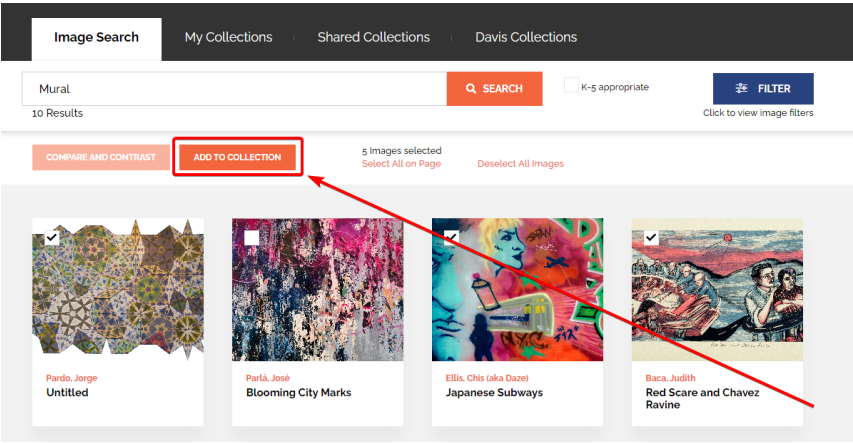 Image Search
My Collections
Shared Collections
Davis Collections
Mural
SEARCH
K-5 appropriate
FILTER
10 Results
Click to view image filters
COMPARE AND CONTRAST
ADD TO COLLECTION
5 Images selected
Select All on Page
Deselect All Images
Pardo, Jorge
Untitled
Parlá, José
Blooming City Marks
Ellis, Chis (aka Daze)
Japanese Subways
Baca, Judith
Red Scare and Chavez
Ravine